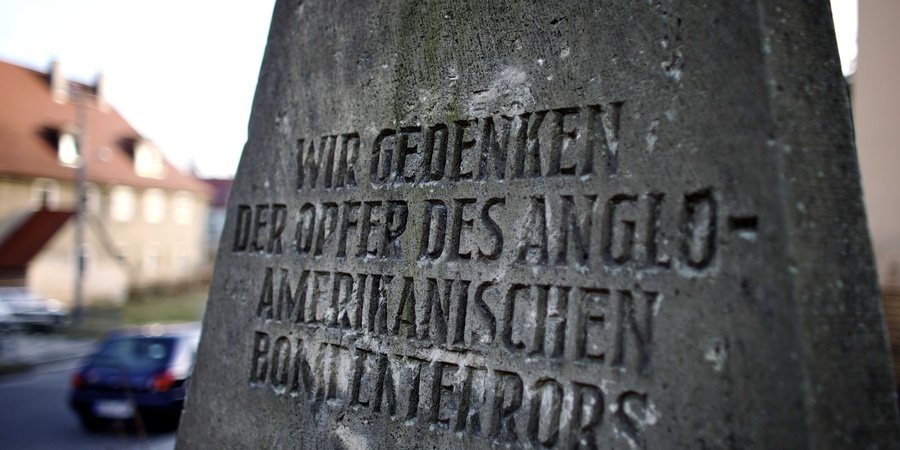 WIR GEDENKEN
DER OPFER DES ANGLO-
AMERIKANISCHEN
BOMBENTERRORS